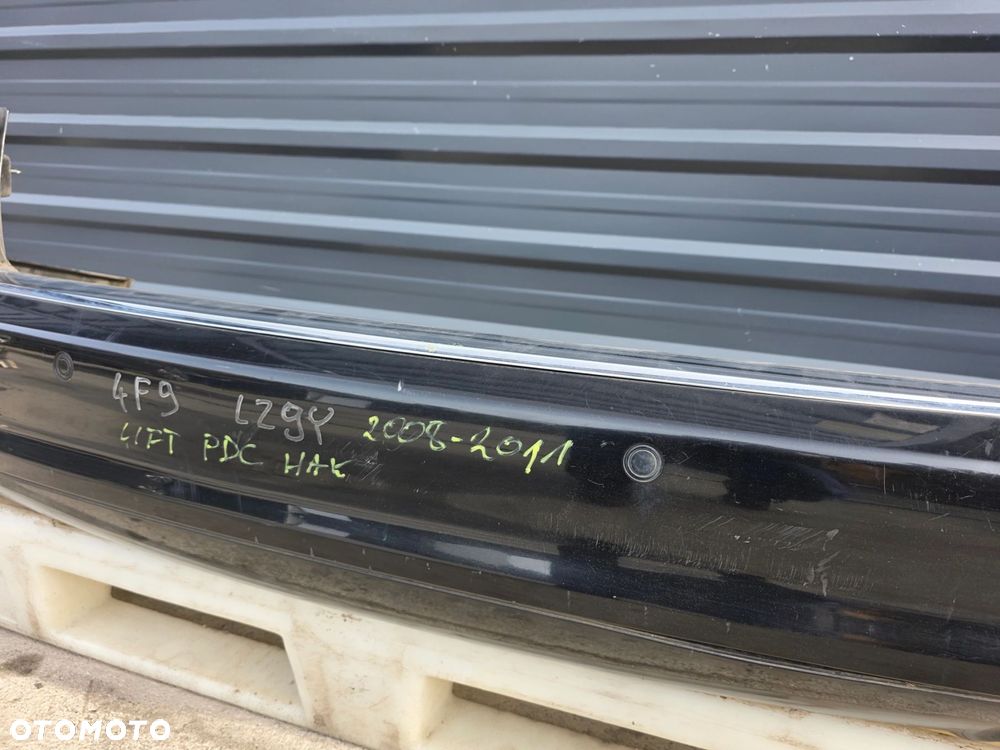 4F9 LZ9Y 2008-2011
LIFT PDC HAK
OTOMOTO